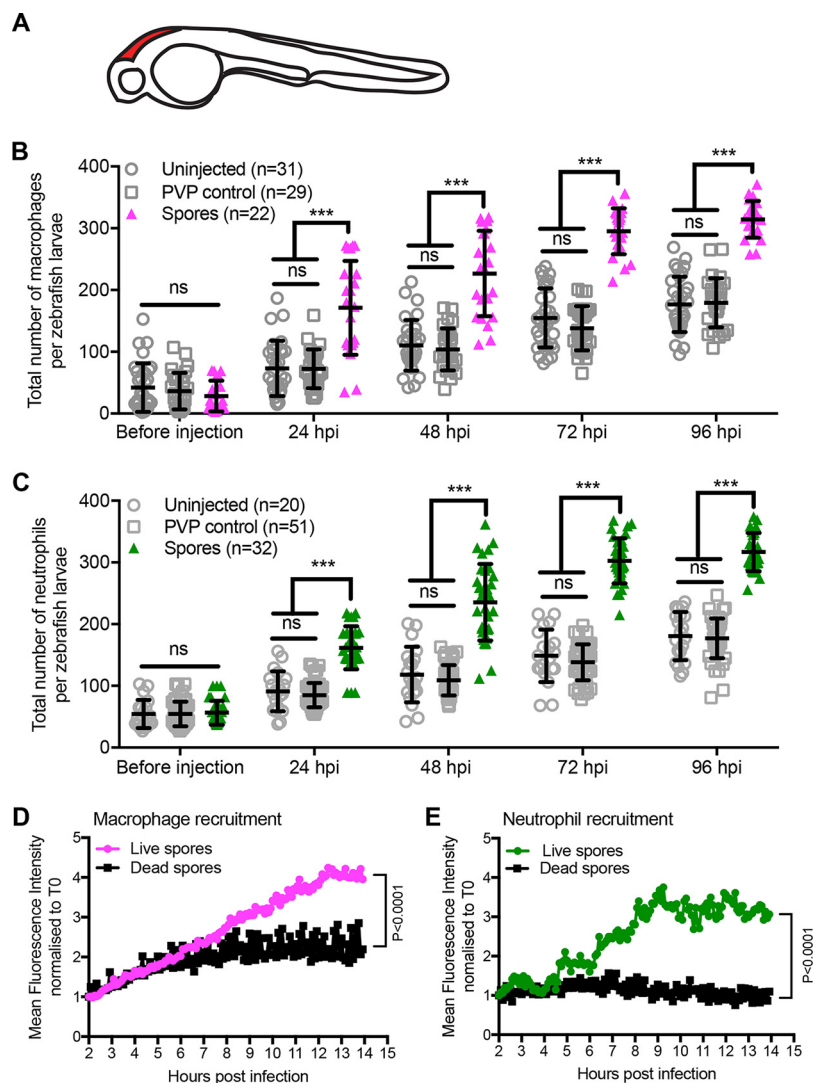 A
B
Total number of macrophages
per zebrafish larvae
400
300
200
100
0
Uninjected (n=31)
PVP control (n=29)
Spores (n=22)
ns
ns
***
ns
***
ns
***
ns
***
Before injection
24 hpi
48 hpi
72 hpi
96 hpi
C
Total number of neutrophils
per zebrafish larvae
400
300
200
100
0
Uninjected (n=20)
PVP control (n=51)
Spores (n=32)
ns
ns
***
ns
***
ns
***
ns
***
Before injection
24 hpi
48 hpi
72 hpi
96 hpi
D
Macrophage recruitment
Mean Fluorescence Intensity
normalised to T0
5
4
3
2
1
0
Live spores
Dead spores
P<0.0001
2 3 4 5 6 7 8 9 10 11 12 13 14 15
Hours post infection
E
Neutrophil recruitment
Mean Fluorescence Intensity
nomalised to T0
5
4
3
2
1
0
Live spores
Dead spores
P<0.0001
2 3 4 5 6 7 8 9 10 11 12 13 14 15
Hours post infection